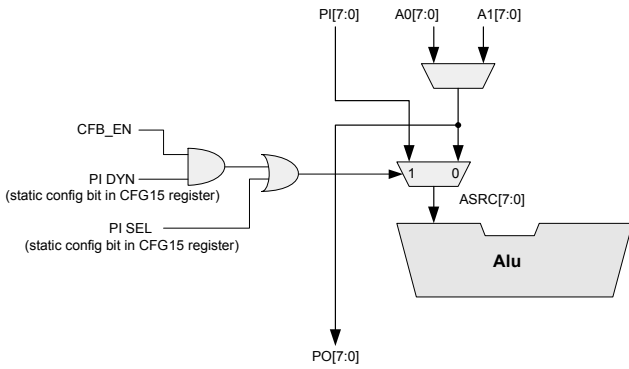 PI[7:0] A0[7:0] A1[7:0]
CFB_EN
1 0
PI DYN
(static config bit in CFG15 register)
ASRC[7:0]
PI SEL
(static config bit in CFG15 register)
Alu
PO[7:0]